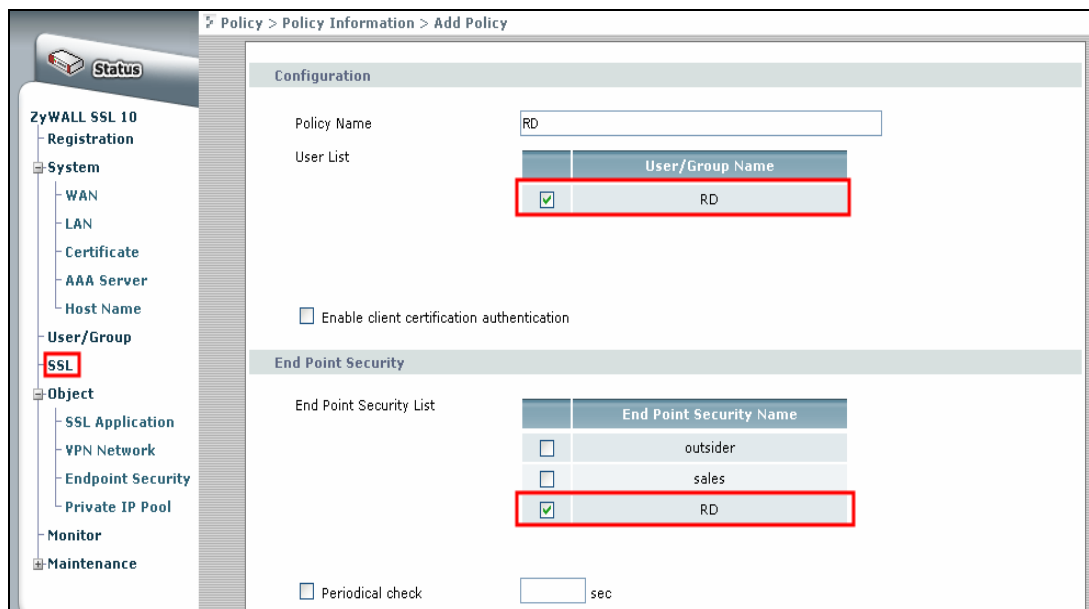 Policy > Policy Information > Add Policy
Status
ZyWALL SSL 10
Registration
System
WAN
LAN
Certificate
AAA Server
Host Name
User/Group
SSL
Object
SSL Application
VPN Network
Endpoint Security
Private IP Pool
Monitor
Maintenance
Configuration
Policy Name RD
User List
User/Group Name
RD
Enable client certification authentication
End Point Security
End Point Security List
End Point Security Name
outsider
sales
RD
Periodical check sec